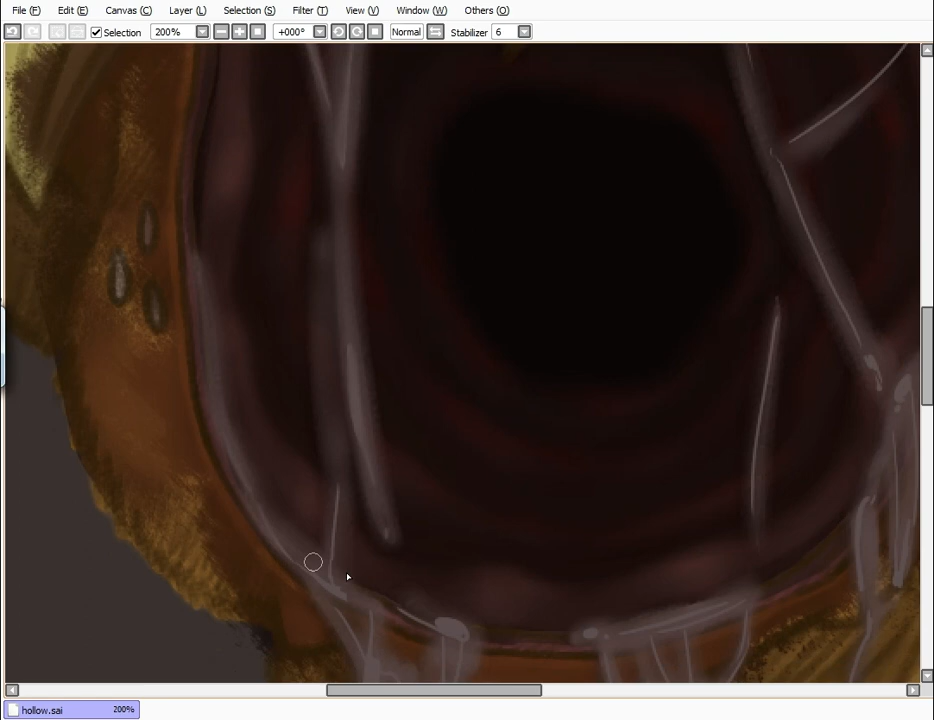 File (F) Edit (E) Canvas (C) Layer (L) Selection (S) Filter (T) View (V) Window (W) Others (O)
Selection 200% +000° Normal Stabilizer 6
hollow.sai 200%